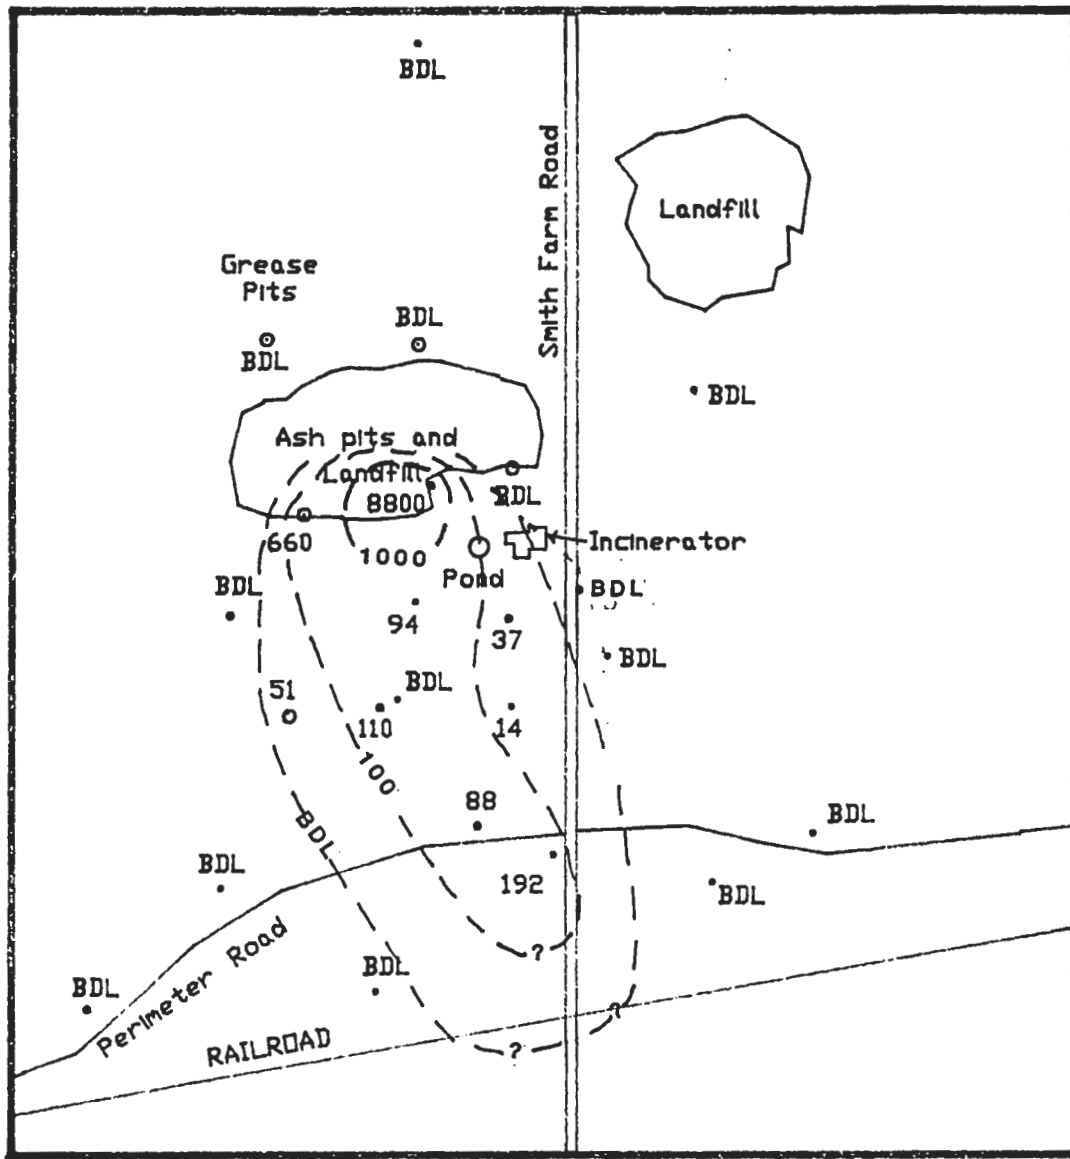 BDL
Smith Farm Road
Landfill
Grease
Pits
BDL
BDL
BDL
Ash pits and
Landfill
8800
BDL
660
1000
Incinerator
Pond
BDL
BDL
94
37
BDL
51
BDL
110
14
100
88
BDL
BDL
BDL
192
BDL
Perimeter Road
?
BDL
BDL
?
RAILROAD
?